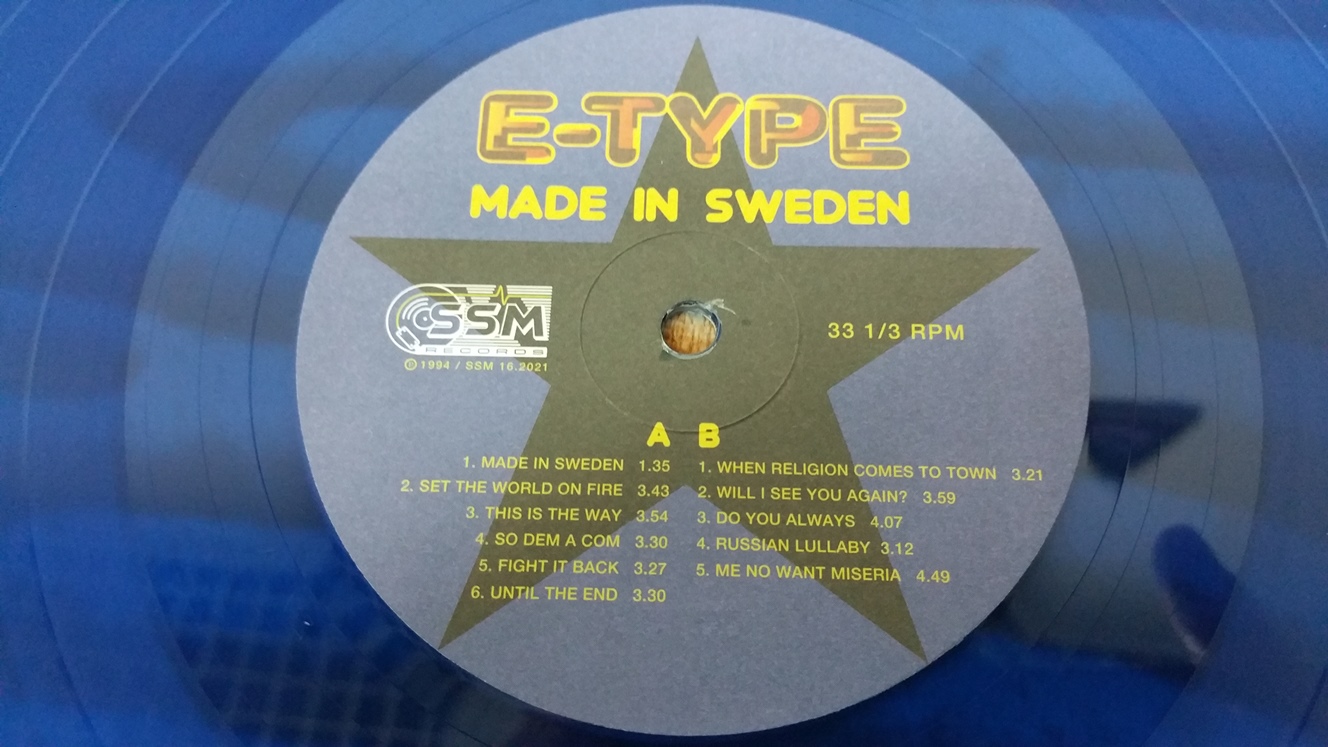 E-TYPE
MADE IN SWEDEN
SSM
RECORDS
℗ 1994 / SSM 16.2021
33 1/3 RPM
A
1. MADE IN SWEDEN 1.35
2. SET THE WORLD ON FIRE 3.43
3. THIS IS THE WAY 3.54
4. SO DEM A COM 3.30
5. FIGHT IT BACK 3.27
6. UNTIL THE END 3.30
B
1. WHEN RELIGION COMES TO TOWN 3.21
2. WILL I SEE YOU AGAIN? 3.59
3. DO YOU ALWAYS 4.07
4. RUSSIAN LULLABY 3.12
5. ME NO WANT MISERIA 4.49